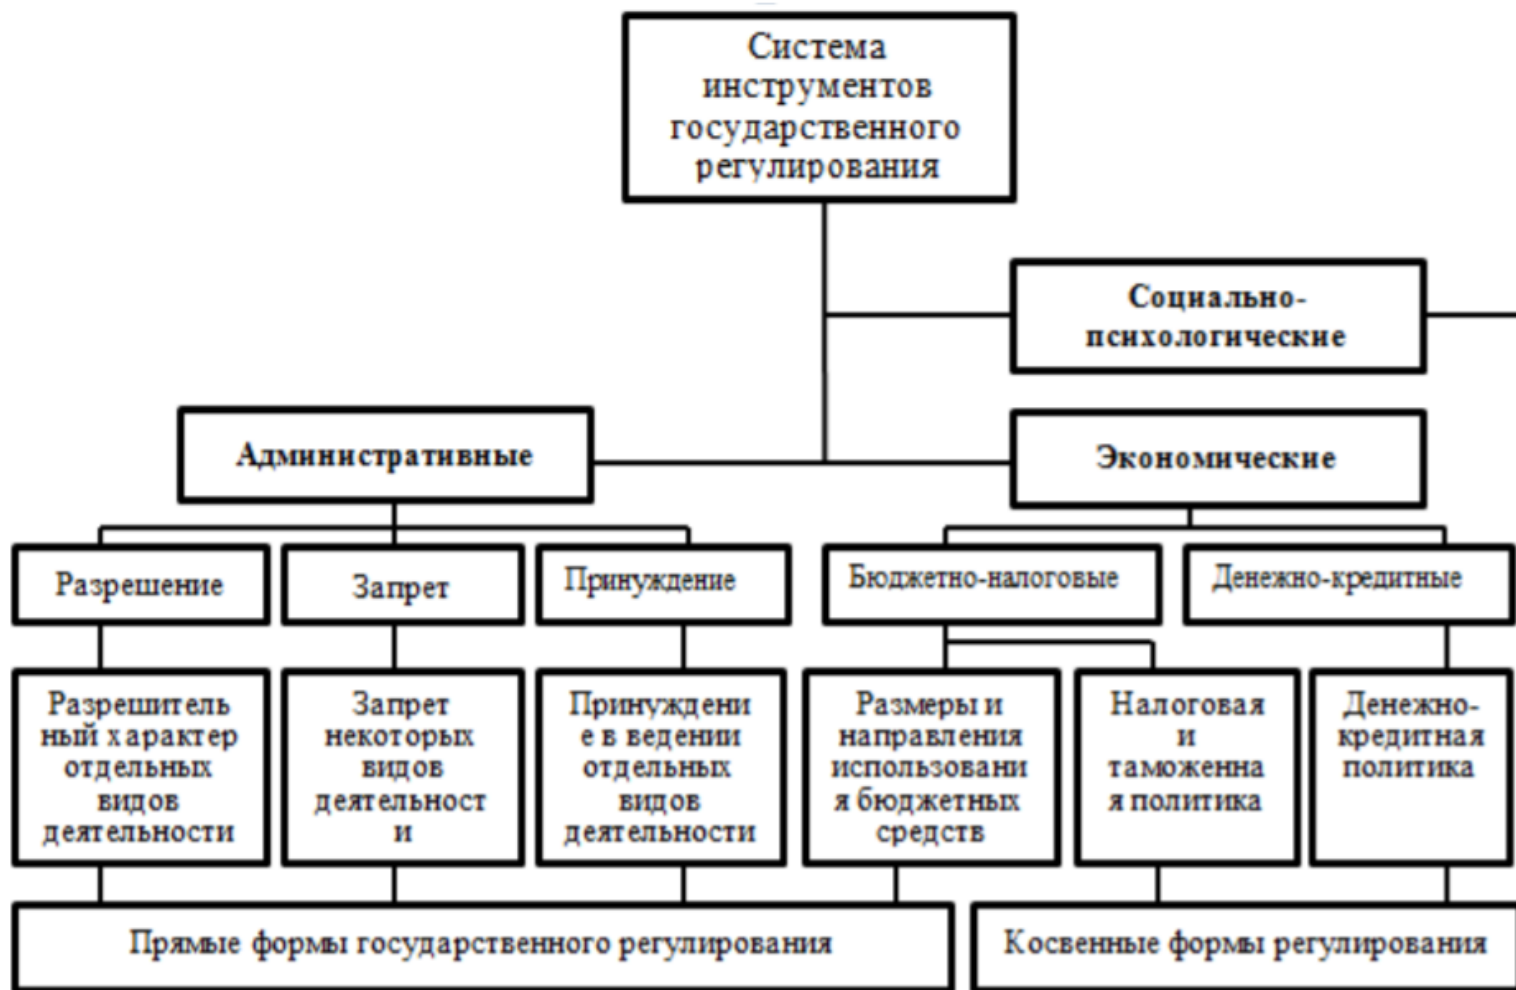 Система
инструментов
государственного
регулирования
Социально-
психологические
Административные
Экономические
Разрешение
Запрет
Принуждение
Бюджетно-налоговые
Денежно-кредитные
Разрешитель
ный характер
отдельных
видов
деятельности
Запрет
некоторых
видов
деятельност
и
Принуждени
е в ведении
отдельных
видов
деятельности
Размеры и
направления
использовани
я бюджетных
средств
Налоговая
и
таможенна
я политика
Денежно-
кредитная
политика
Прямые формы государственного регулирования
Косвенные формы регулирования